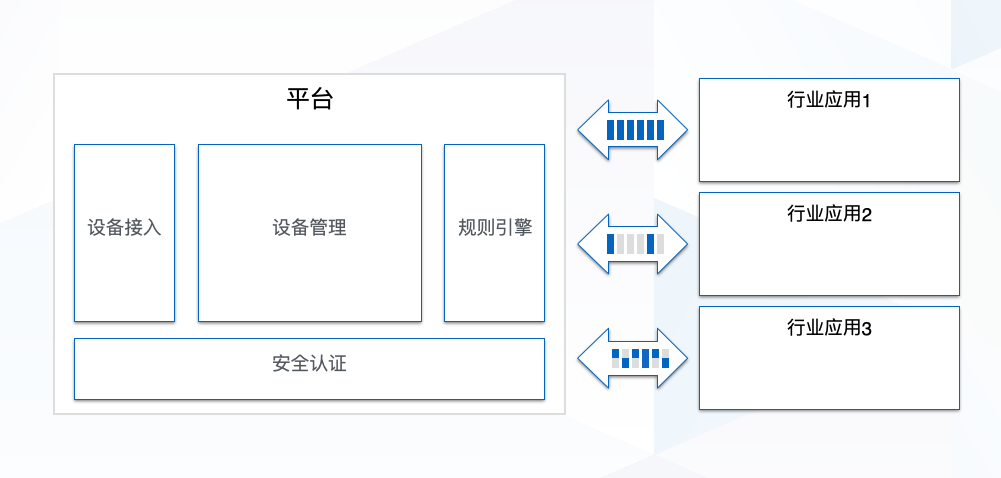 平台
设备接入
设备管理
规则引擎
安全认证
行业应用1
行业应用2
行业应用3